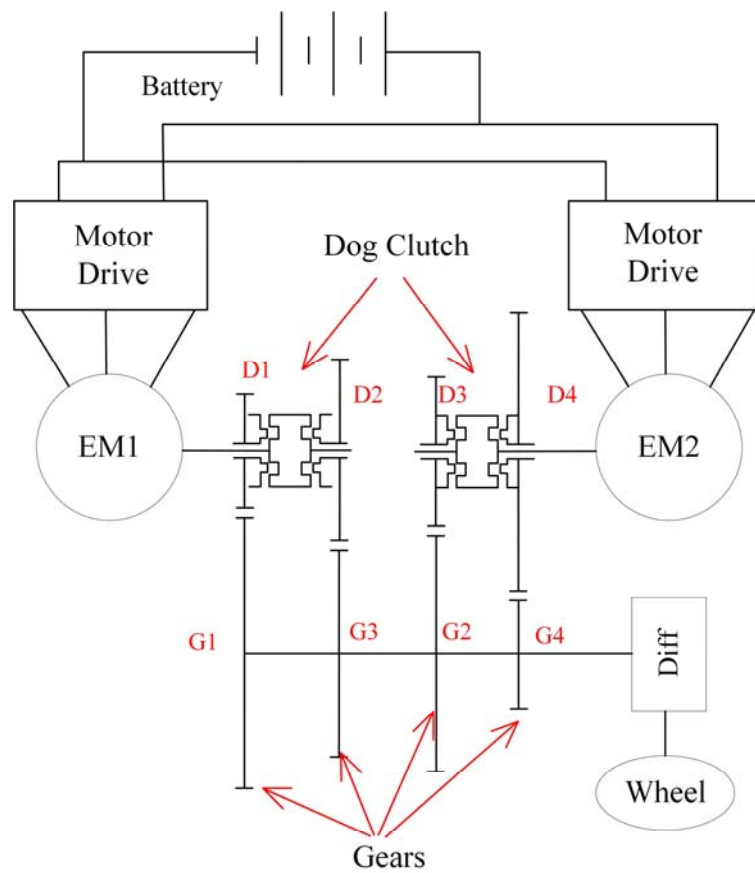 Battery
Motor
Drive
Motor
Drive
Dog Clutch
D1
D2
D3
D4
EM1
EM2
G1
G3
G2
G4
Diff
Wheel
Gears